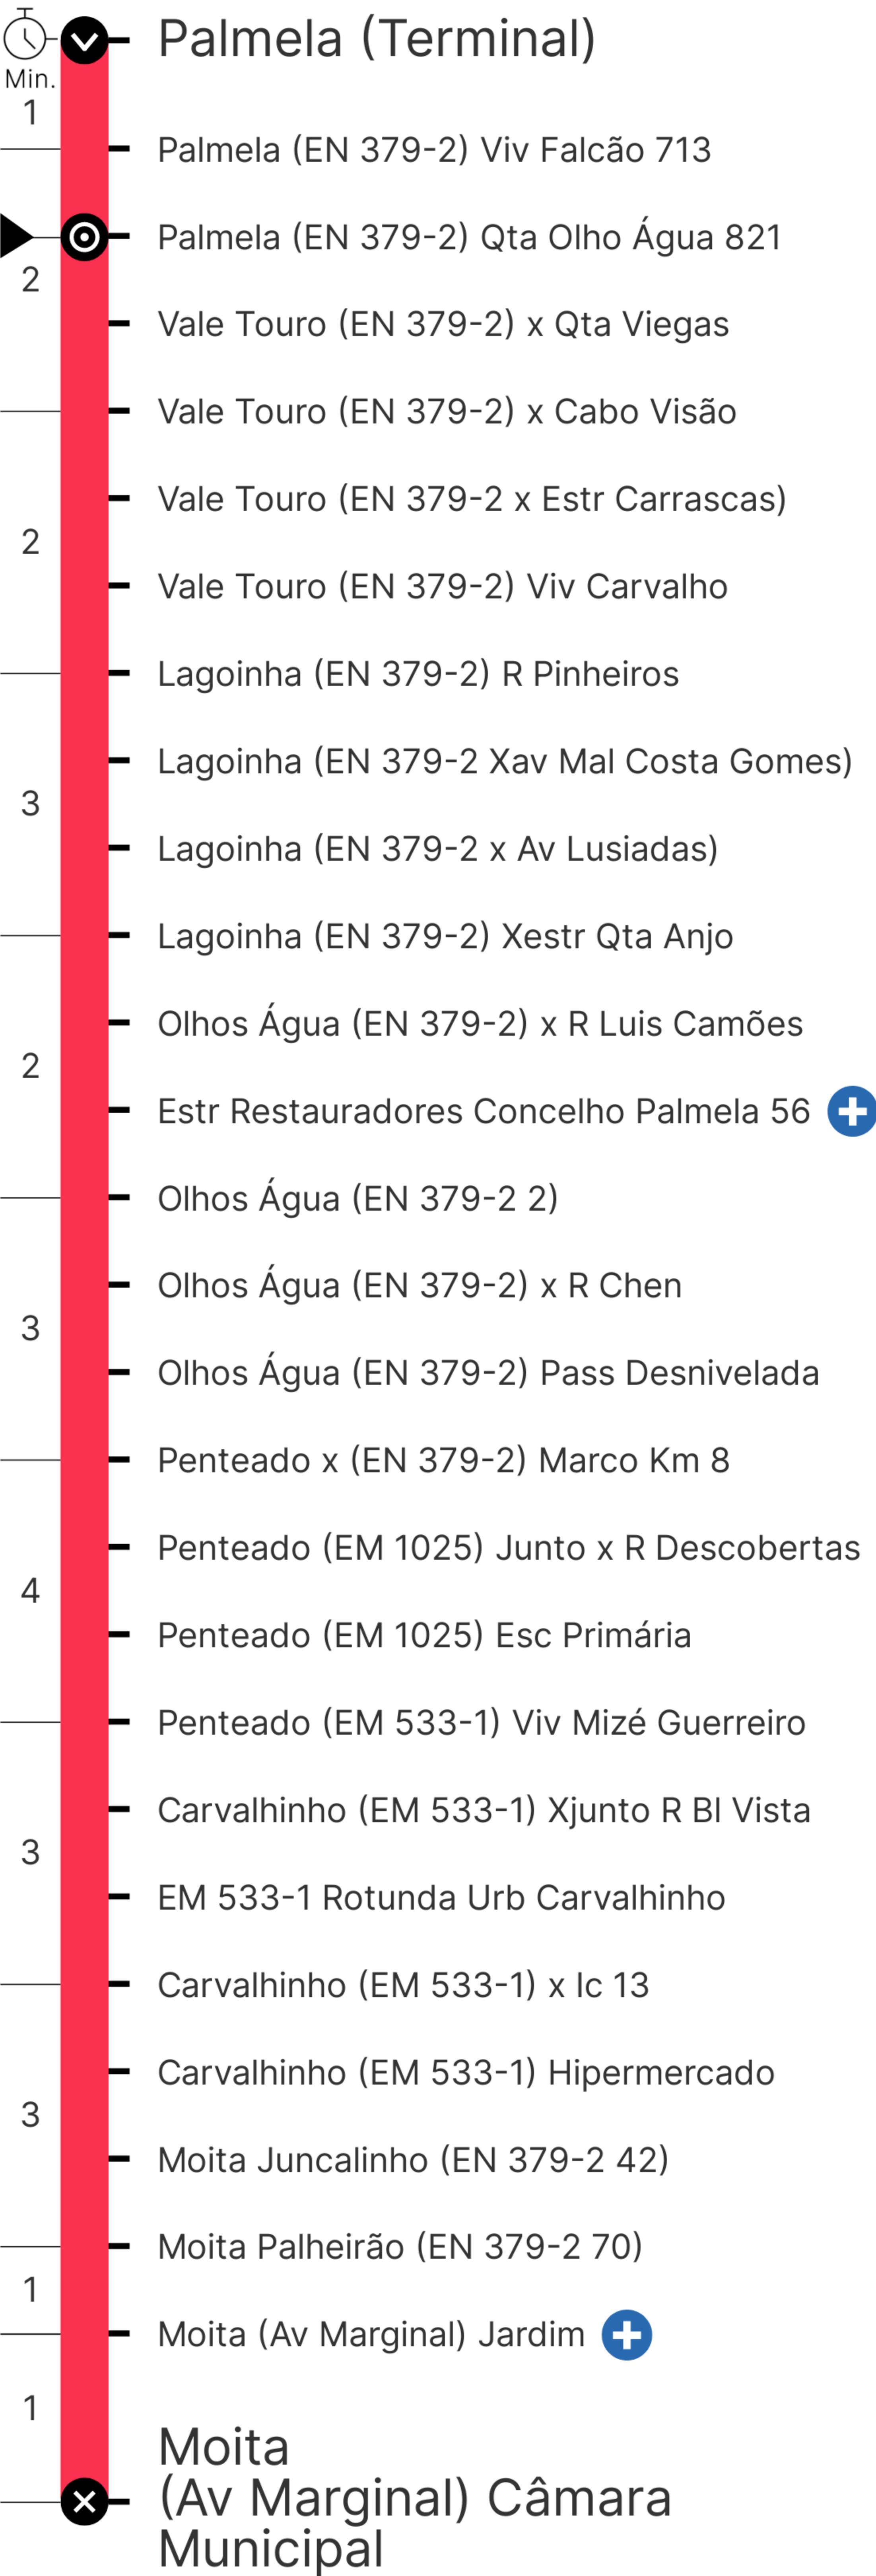 Palmela (Terminal)
Min.
1
Palmela (EN 379-2) Viv Falcão 713
Palmela (EN 379-2) Qta Olho Água 821
2
Vale Touro (EN 379-2) x Qta Viegas
Vale Touro (EN 379-2) x Cabo Visão
Vale Touro (EN 379-2 x Estr Carrascas)
2
Vale Touro (EN 379-2) Viv Carvalho
Lagoinha (EN 379-2) R Pinheiros
Lagoinha (EN 379-2 Xav Mal Costa Gomes)
3
Lagoinha (EN 379-2 x Av Lusiadas)
Lagoinha (EN 379-2) Xestr Qta Anjo
Olhos Água (EN 379-2) x R Luis Camões
2
Estr Restauradores Concelho Palmela 56
Olhos Água (EN 379-2 2)
Olhos Água (EN 379-2) x R Chen
3
Olhos Água (EN 379-2) Pass Desnivelada
Penteado x (EN 379-2) Marco Km 8
Penteado (EM 1025) Junto x R Descobertas
4
Penteado (EM 1025) Esc Primária
Penteado (EM 533-1) Viv Mizé Guerreiro
Carvalhinho (EM 533-1) Xjunto R Bl Vista
3
EM 533-1 Rotunda Urb Carvalhinho
Carvalhinho (EM 533-1) x Ic 13
Carvalhinho (EM 533-1) Hipermercado
3
Moita Juncalinho (EN 379-2 42)
Moita Palheirão (EN 379-2 70)
1
Moita (Av Marginal) Jardim
1
Moita
(Av Marginal) Câmara
Municipal